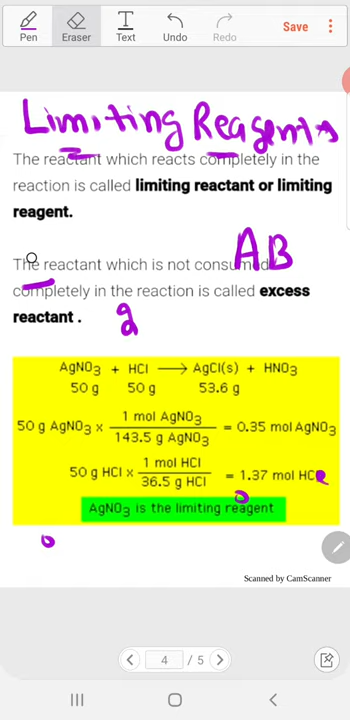 Pen Eraser Text Undo Redo Save
Limiting Reagents
The reactant which reacts completely in the
reaction is called limiting reactant or limiting
reagent.
AB
The reactant which is not consumed
completely in the reaction is called excess
reactant .
AgNO3 + HCl → AgCl(s) + HNO3
50 g 50 g 53.6 g
50 g AgNO3 x 1 mol AgNO3 / 143.5 g AgNO3 = 0.35 mol AgNO3
50 g HCl x 1 mol HCl / 36.5 g HCl = 1.37 mol HCl
AgNO3 is the limiting reagent
Scanned by CamScanner
4 / 5